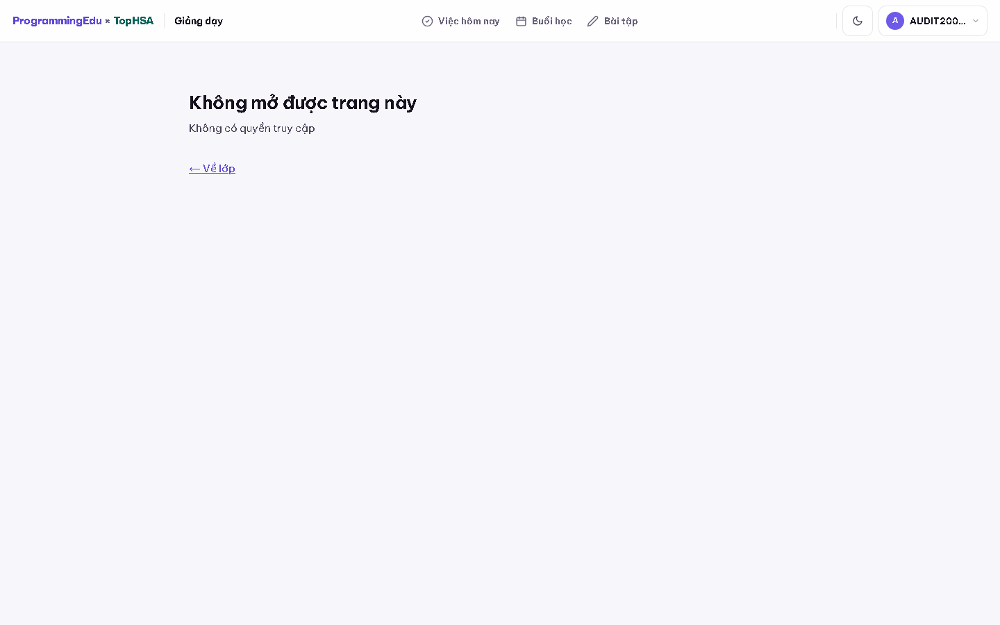 ProgrammingEdu × TopHSA Giảng dạy Việc hôm nay Buổi học Bài tập A AUDIT200...
Không mở được trang này
Không có quyền truy cập
← Về lớp